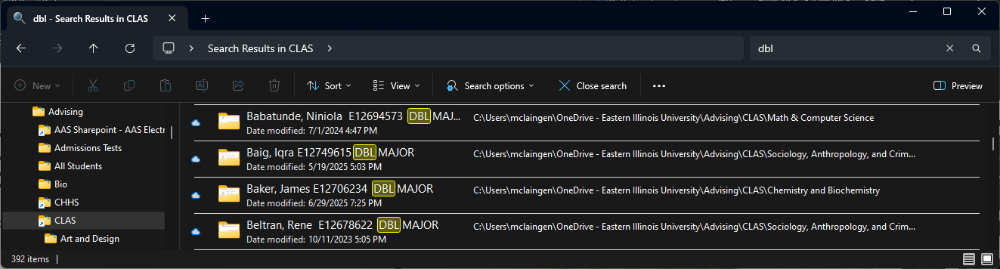 dbl - Search Results in CLAS
Search Results in CLAS
dbl
New
Sort
View
Search options
Close search
Preview
Advising
AAS Sharepoint - AAS Electr
Admissions Tests
All Students
Bio
CHHS
CLAS
Art and Design
Babatunde, Niniola E12694573 DBL MAJ...
Date modified: 7/1/2024 4:47 PM
C:\Users\mclaingen\OneDrive - Eastern Illinois University\Advising\CLAS\Math & Computer Science
Baig, Iqra E12749615 DBL MAJOR
Date modified: 5/19/2025 5:03 PM
C:\Users\mclaingen\OneDrive - Eastern Illinois University\Advising\CLAS\Sociology, Anthropology, and Crim...
Baker, James E12706234 DBL MAJOR
Date modified: 6/29/2025 7:25 PM
C:\Users\mclaingen\OneDrive - Eastern Illinois University\Advising\CLAS\Chemistry and Biochemistry
Beltran, Rene E12678622 DBL MAJOR
Date modified: 10/11/2023 5:05 PM
C:\Users\mclaingen\OneDrive - Eastern Illinois University\Advising\CLAS\Sociology, Anthropology, and Crim...
392 items